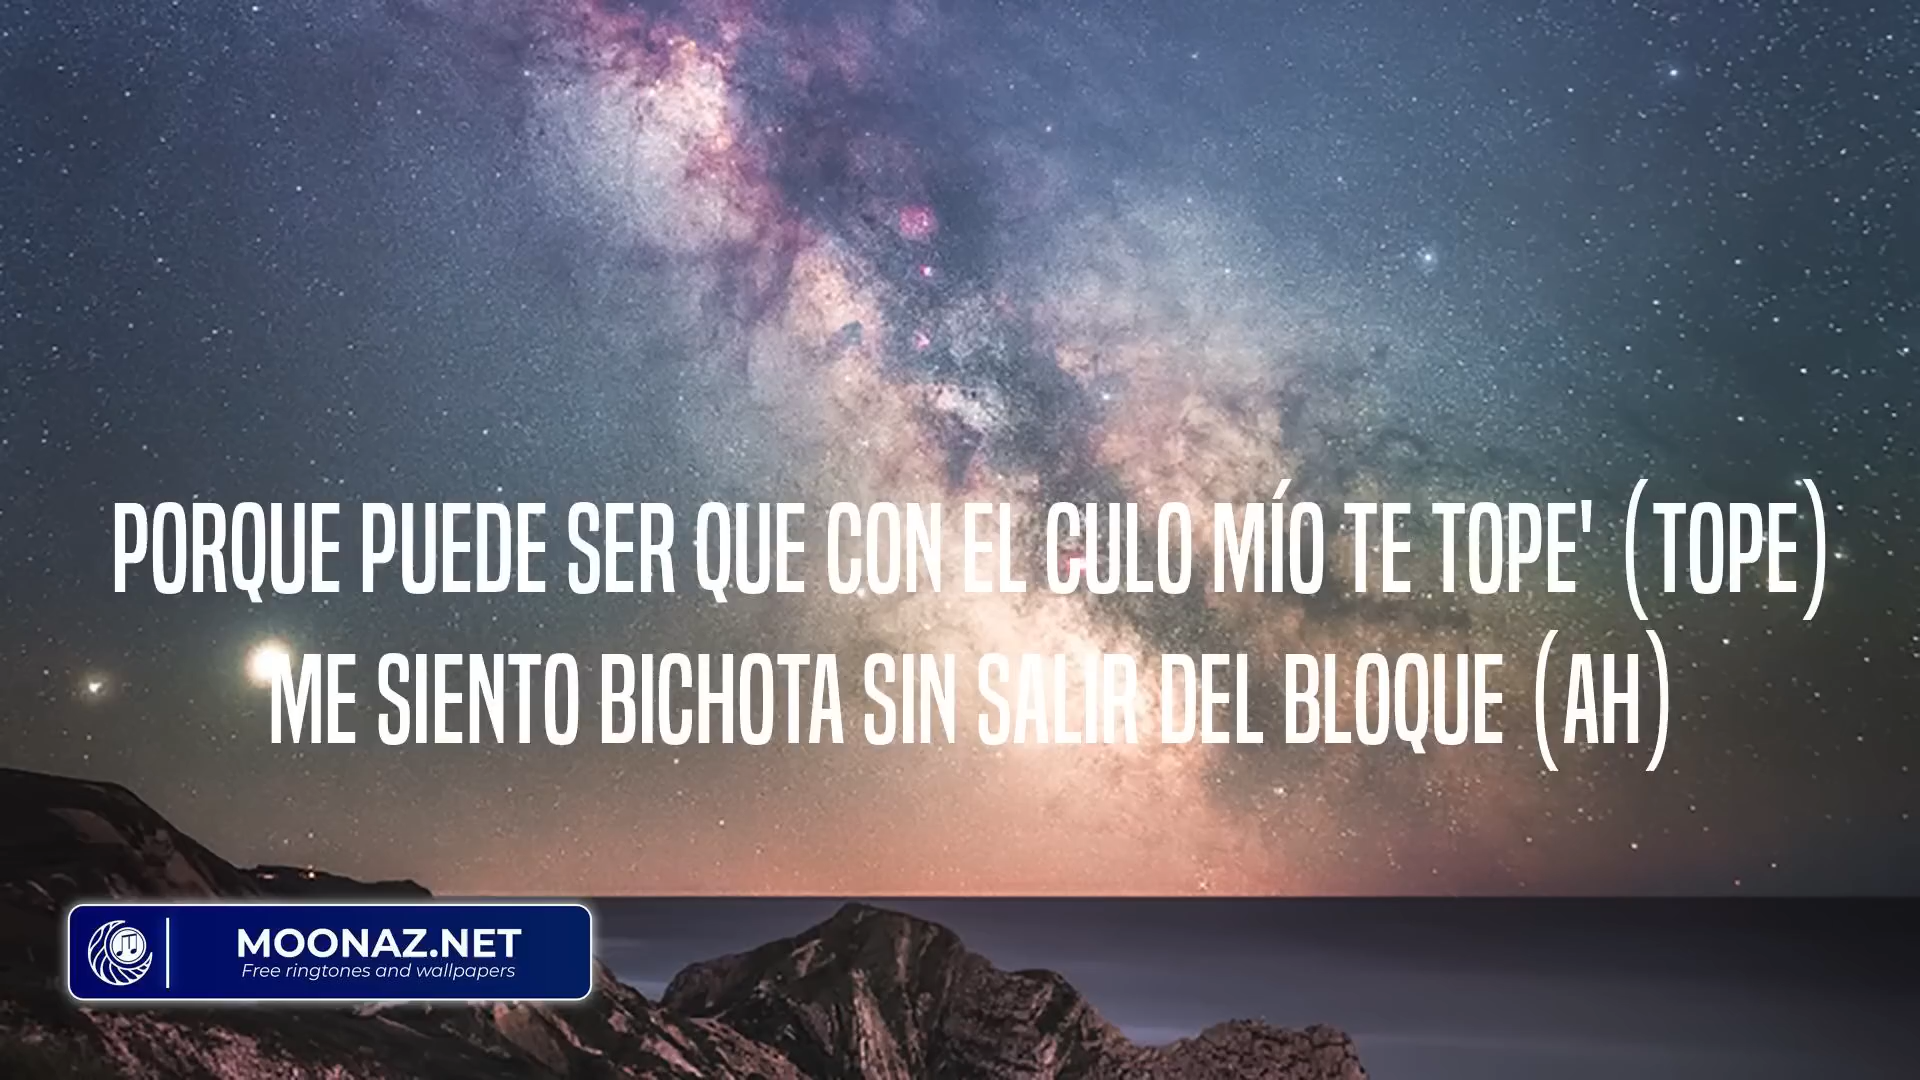 PORQUE PUEDE SER QUE CON EL CULO MÍO TE TOPE' (TOPE)
ME SIENTO BICHOTA SIN SALIR DEL BLOQUE (AH)
MOONAZ.NET
Free ringtones and wallpapers